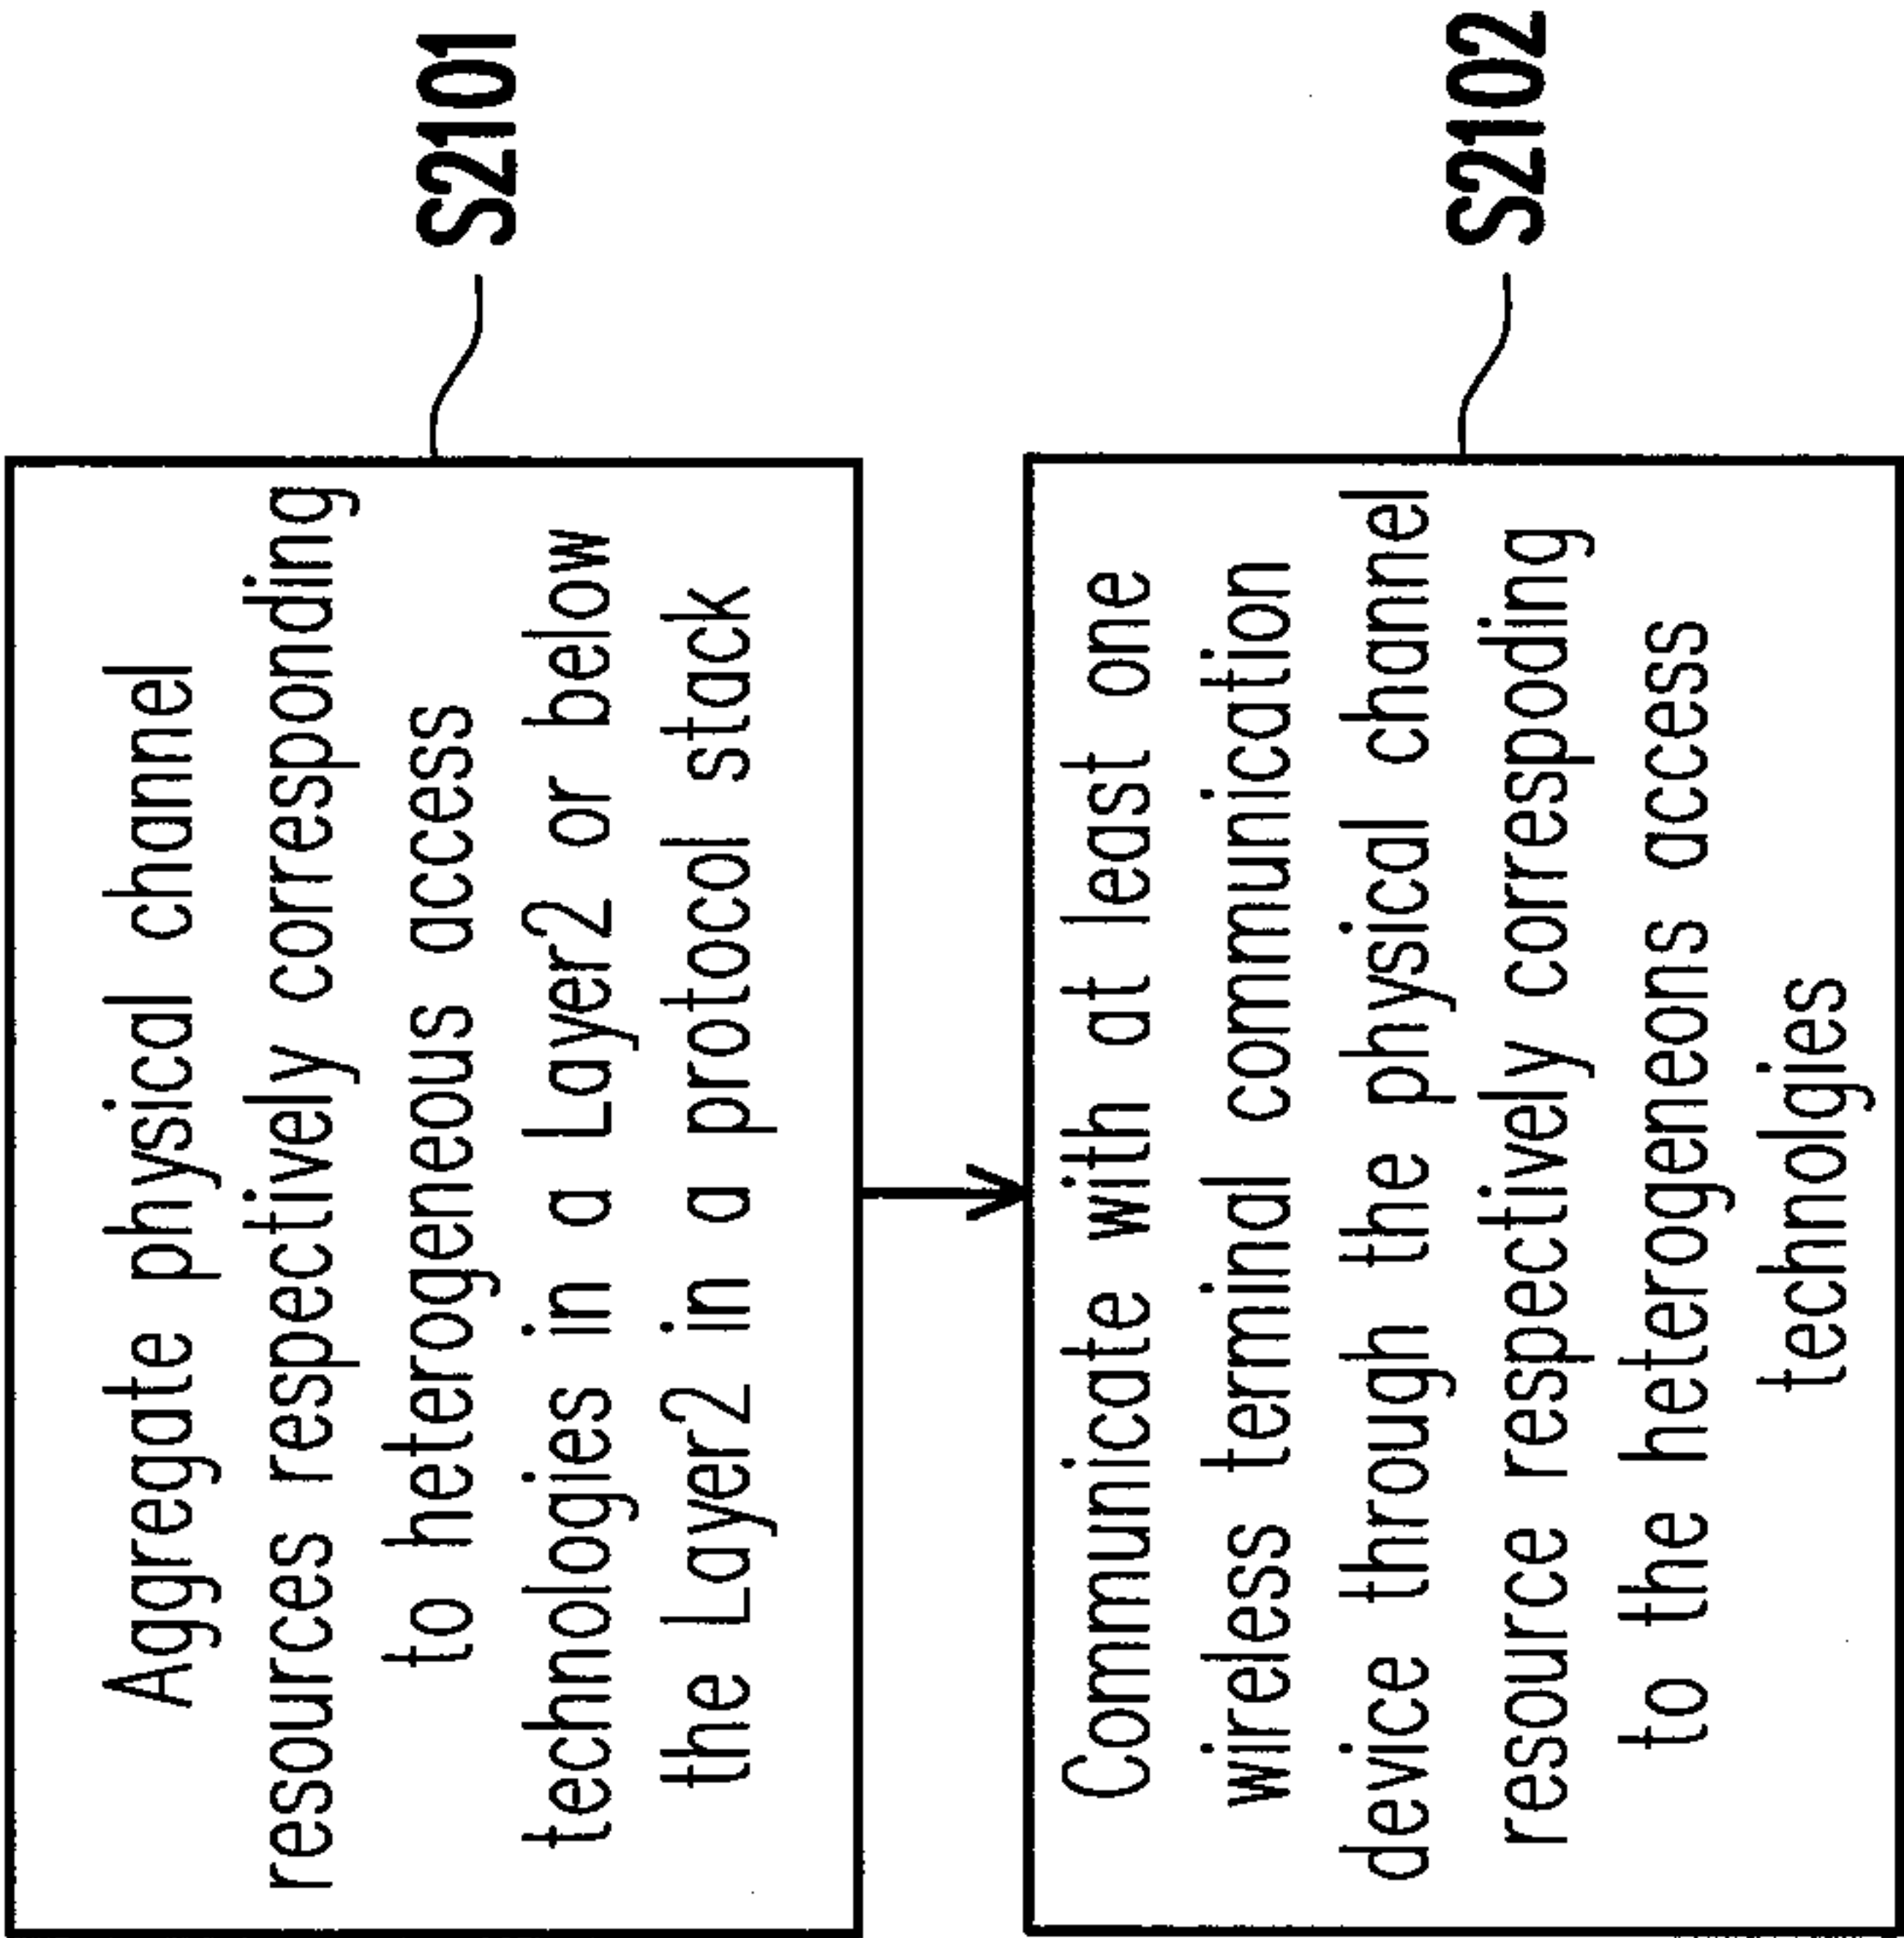 Aggregate physical channel
resources respectively corresponding
to heterogeneous access
technologies in a Layer2 or below
the Layer2 in a protocol stack
S2101
Communicate with at least one
wireless terminal communication
device through the physical channel
resource respectively correspoding
to the heterogeneons access
technologies
S2102